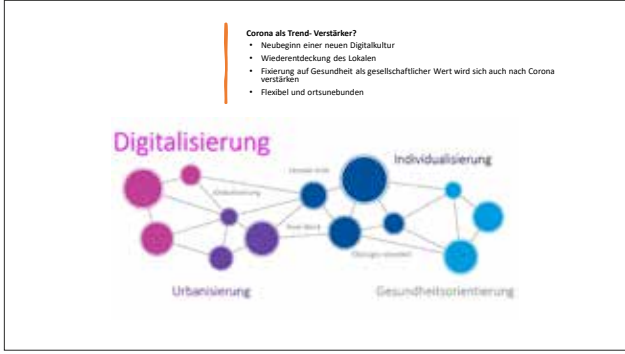 Corona als Trend- Verstärker?
• Neubeginn einer neuen Digitalkultur
• Wiederentdeckung des Lokalen
• Fixierung auf Gesundheit als gesellschaftlicher Wert wird sich auch nach Corona
verstärken
• Flexibel und ortsunebunden
Digitalisierung
Individualisierung
Globalisierung
Urbanisierung
Gesundheitsorientierung